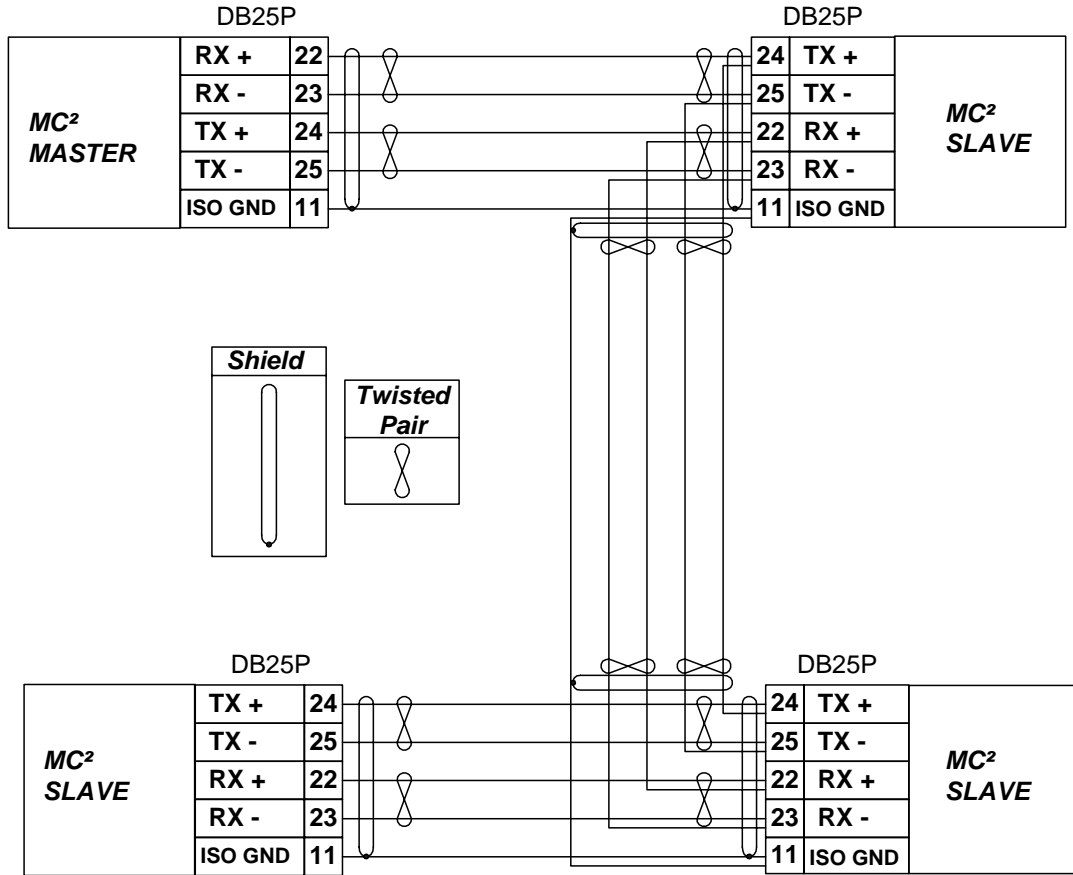 DB25P
DB25P
MC²
MASTER
RX + 22
RX - 23
TX + 24
TX - 25
ISO GND 11
24 TX +
25 TX -
22 RX +
23 RX -
11 ISO GND
MC²
SLAVE
Shield
Twisted
Pair
DB25P
DB25P
MC²
SLAVE
TX + 24
TX - 25
RX + 22
RX - 23
ISO GND 11
24 TX +
25 TX -
22 RX +
23 RX -
11 ISO GND
MC²
SLAVE